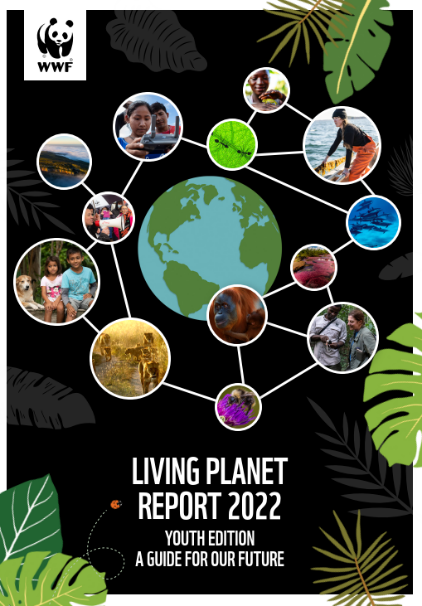 WWF
LIVING PLANET
REPORT 2022
YOUTH EDITION
A GUIDE FOR OUR FUTURE